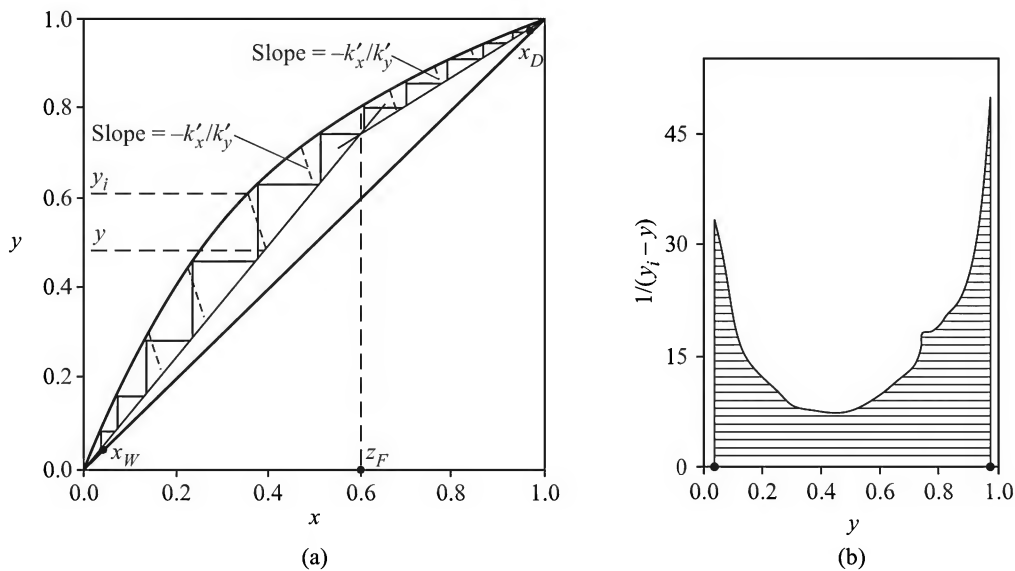 1.0
0.8
0.6
0.4
0.2
0.0
y
0.0 0.2 0.4 0.6 0.8 1.0
x
Slope = –k′x/k′y
Slope = –k′x/k′y
yi
y
xD
xW
zF
(a)
45
30
15
0
1/(yi – y)
0.0 0.2 0.4 0.6 0.8 1.0
y
(b)